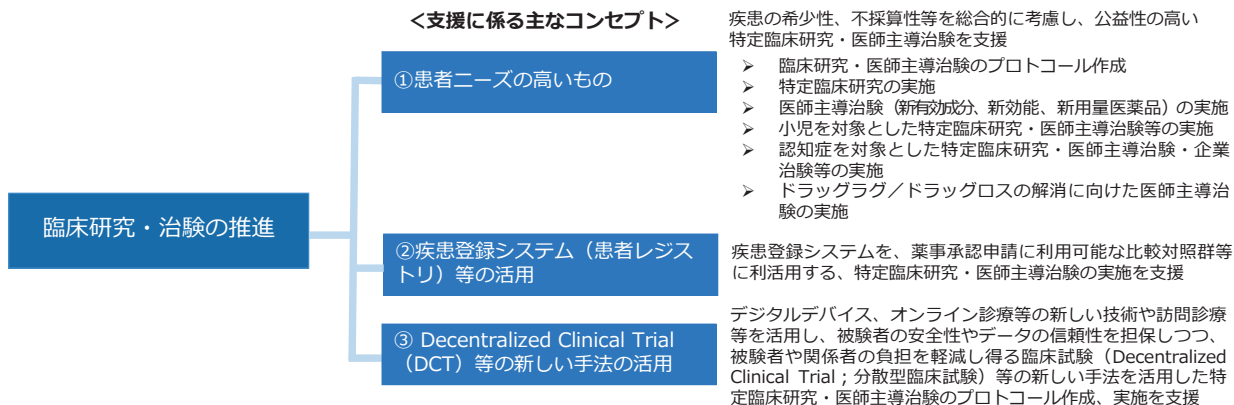 <支援に係る主なコンセプト>
臨床研究・治験の推進
①患者ニーズの高いもの
疾患の希少性、不採算性等を総合的に考慮し、公益性の高い
特定臨床研究・医師主導治験を支援
➢ 臨床研究・医師主導治験のプロトコール作成
➢ 特定臨床研究の実施
➢ 医師主導治験（新有効成分、新効能、新用量医薬品）の実施
➢ 小児を対象とした特定臨床研究・医師主導治験等の実施
➢ 認知症を対象とした特定臨床研究・医師主導治験・企業
治験等の実施
➢ ドラッグラグ／ドラッグロスの解消に向けた医師主導治
験の実施
②疾患登録システム（患者レジス
トリ）等の活用
疾患登録システムを、薬事承認申請に利用可能な比較対照群等
に利活用する、特定臨床研究・医師主導治験の実施を支援
③ Decentralized Clinical Trial
（DCT）等の新しい手法の活用
デジタルデバイス、オンライン診療等の新しい技術や訪問診療
等を活用し、被験者の安全性やデータの信頼性を担保しつつ、
被験者や関係者の負担を軽減し得る臨床試験（Decentralized
Clinical Trial；分散型臨床試験）等の新しい手法を活用した特
定臨床研究・医師主導治験のプロトコール作成、実施を支援